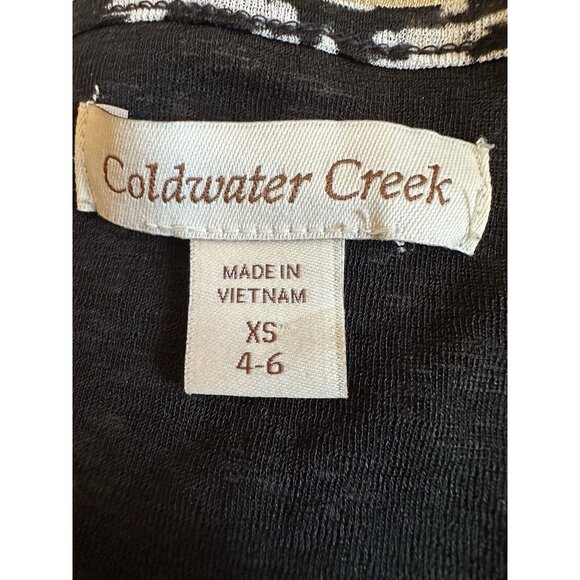 Coldwater Creek
MADE IN
VIETNAM
XS
4-6